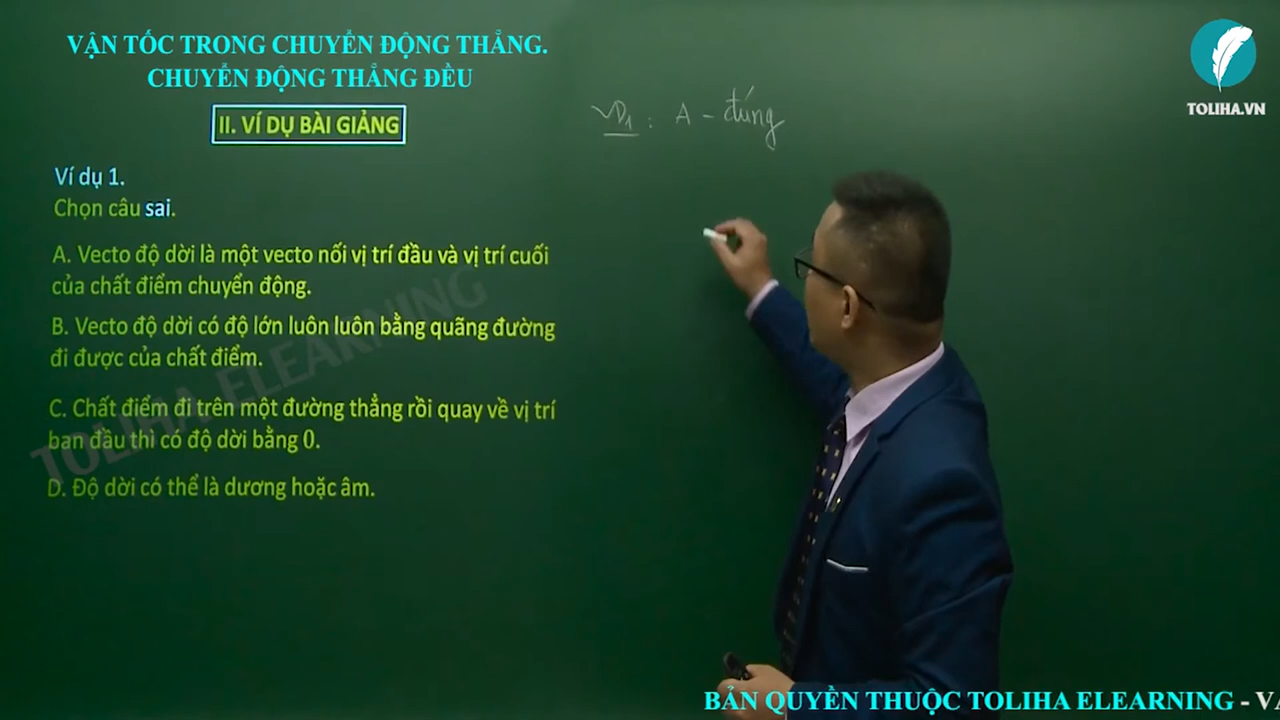 VẬN TỐC TRONG CHUYỂN ĐỘNG THẲNG.
CHUYỂN ĐỘNG THẲNG ĐỀU
II. VÍ DỤ BÀI GIẢNG
Ví dụ 1.
Chọn câu sai.
A. Vecto độ dời là một vecto nối vị trí đầu và vị trí cuối
của chất điểm chuyển động.
B. Vecto độ dời có độ lớn luôn luôn bằng quãng đường
đi được của chất điểm.
C. Chất điểm đi trên một đường thẳng rồi quay về vị trí
ban đầu thì có độ dời bằng 0.
D. Độ dời có thể là dương hoặc âm.
TOLIHA ELEARNING
VD1: A - đúng
TOLIHA.VN
BẢN QUYỀN THUỘC TOLIHA ELEARNING - VA